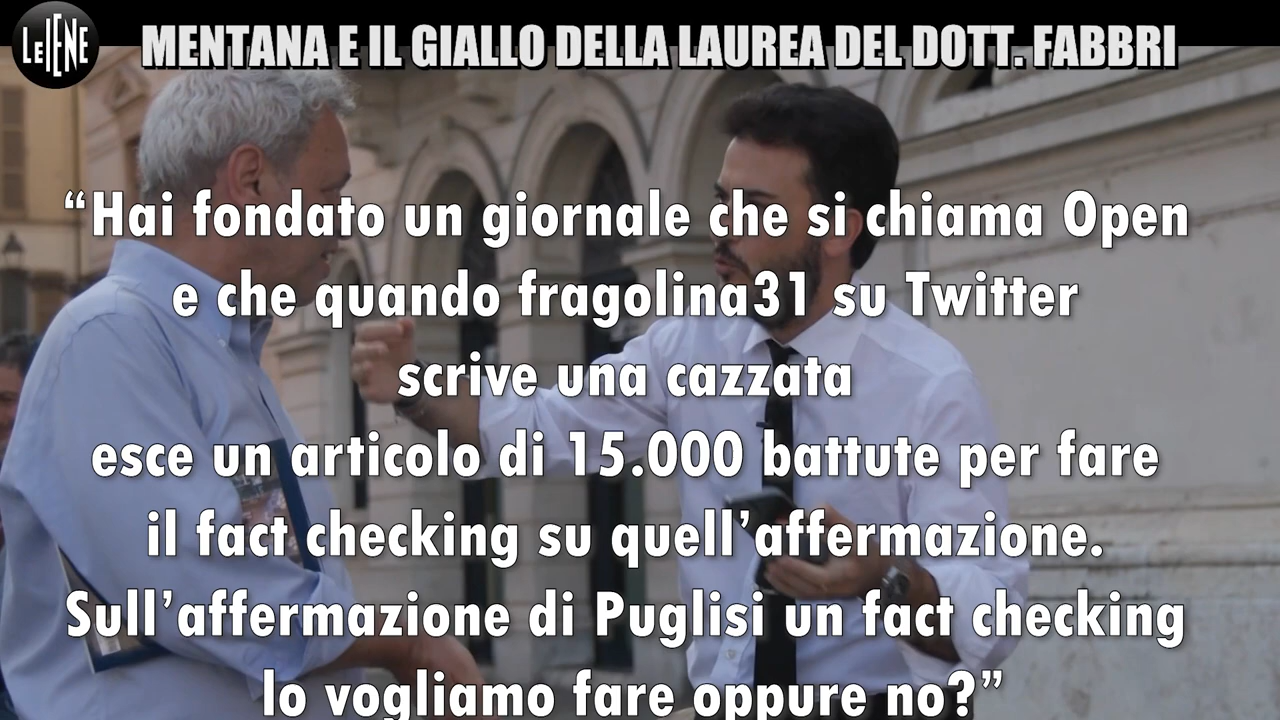 LE IENE
MENTANA E IL GIALLO DELLA LAUREA DEL DOTT. FABBRI
“Hai fondato un giornale che si chiama Open
e che quando fragolina31 su Twitter
scrive una cazzata
esce un articolo di 15.000 battute per fare
il fact checking su quell’affermazione.
Sull’affermazione di Puglisi un fact checking
lo vogliamo fare oppure no?”